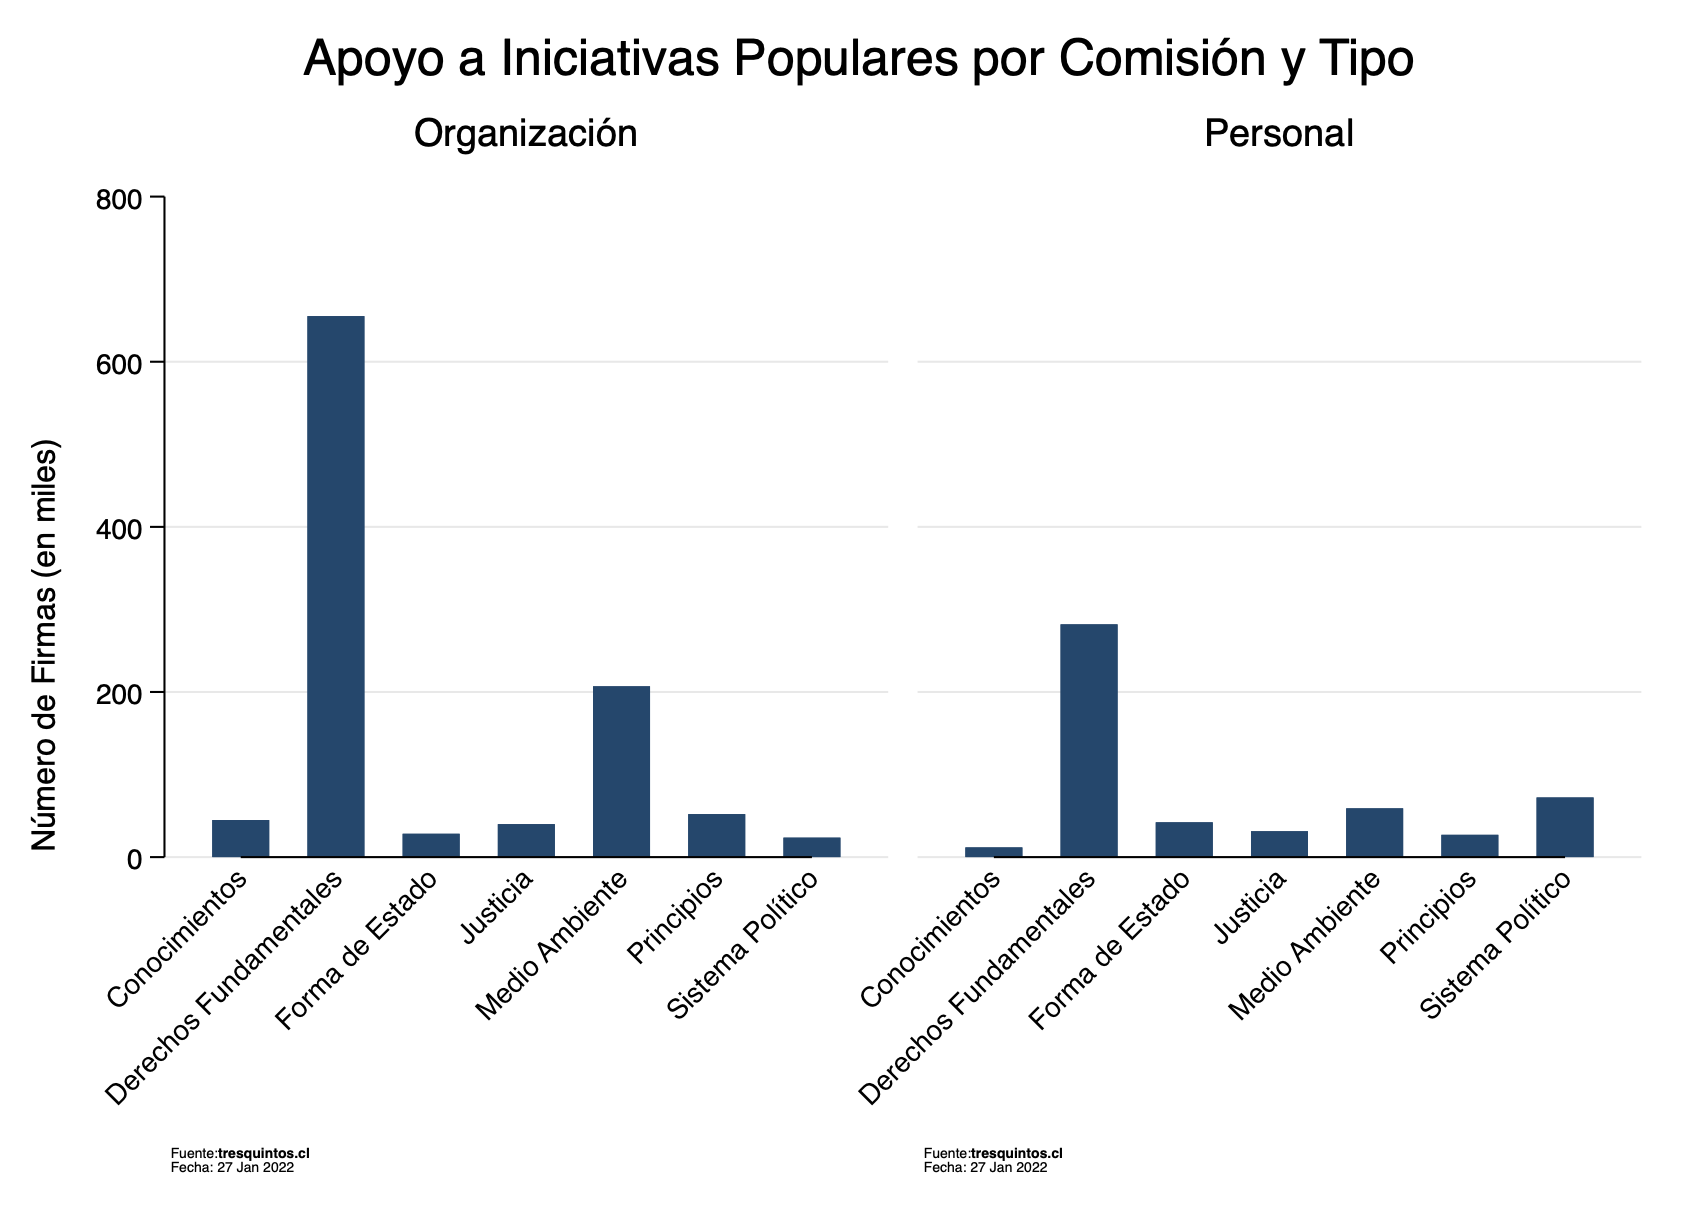 Apoyo a Iniciativas Populares por Comisión y Tipo
Organización
Personal
Número de Firmas (en miles)
800
600
400
200
0
Conocimientos
Derechos Fundamentales
Forma de Estado
Justicia
Medio Ambiente
Principios
Sistema Político
Conocimientos
Derechos Fundamentales
Forma de Estado
Justicia
Medio Ambiente
Principios
Sistema Político
Fuente:tresquintos.cl
Fecha: 27 Jan 2022
Fuente:tresquintos.cl
Fecha: 27 Jan 2022